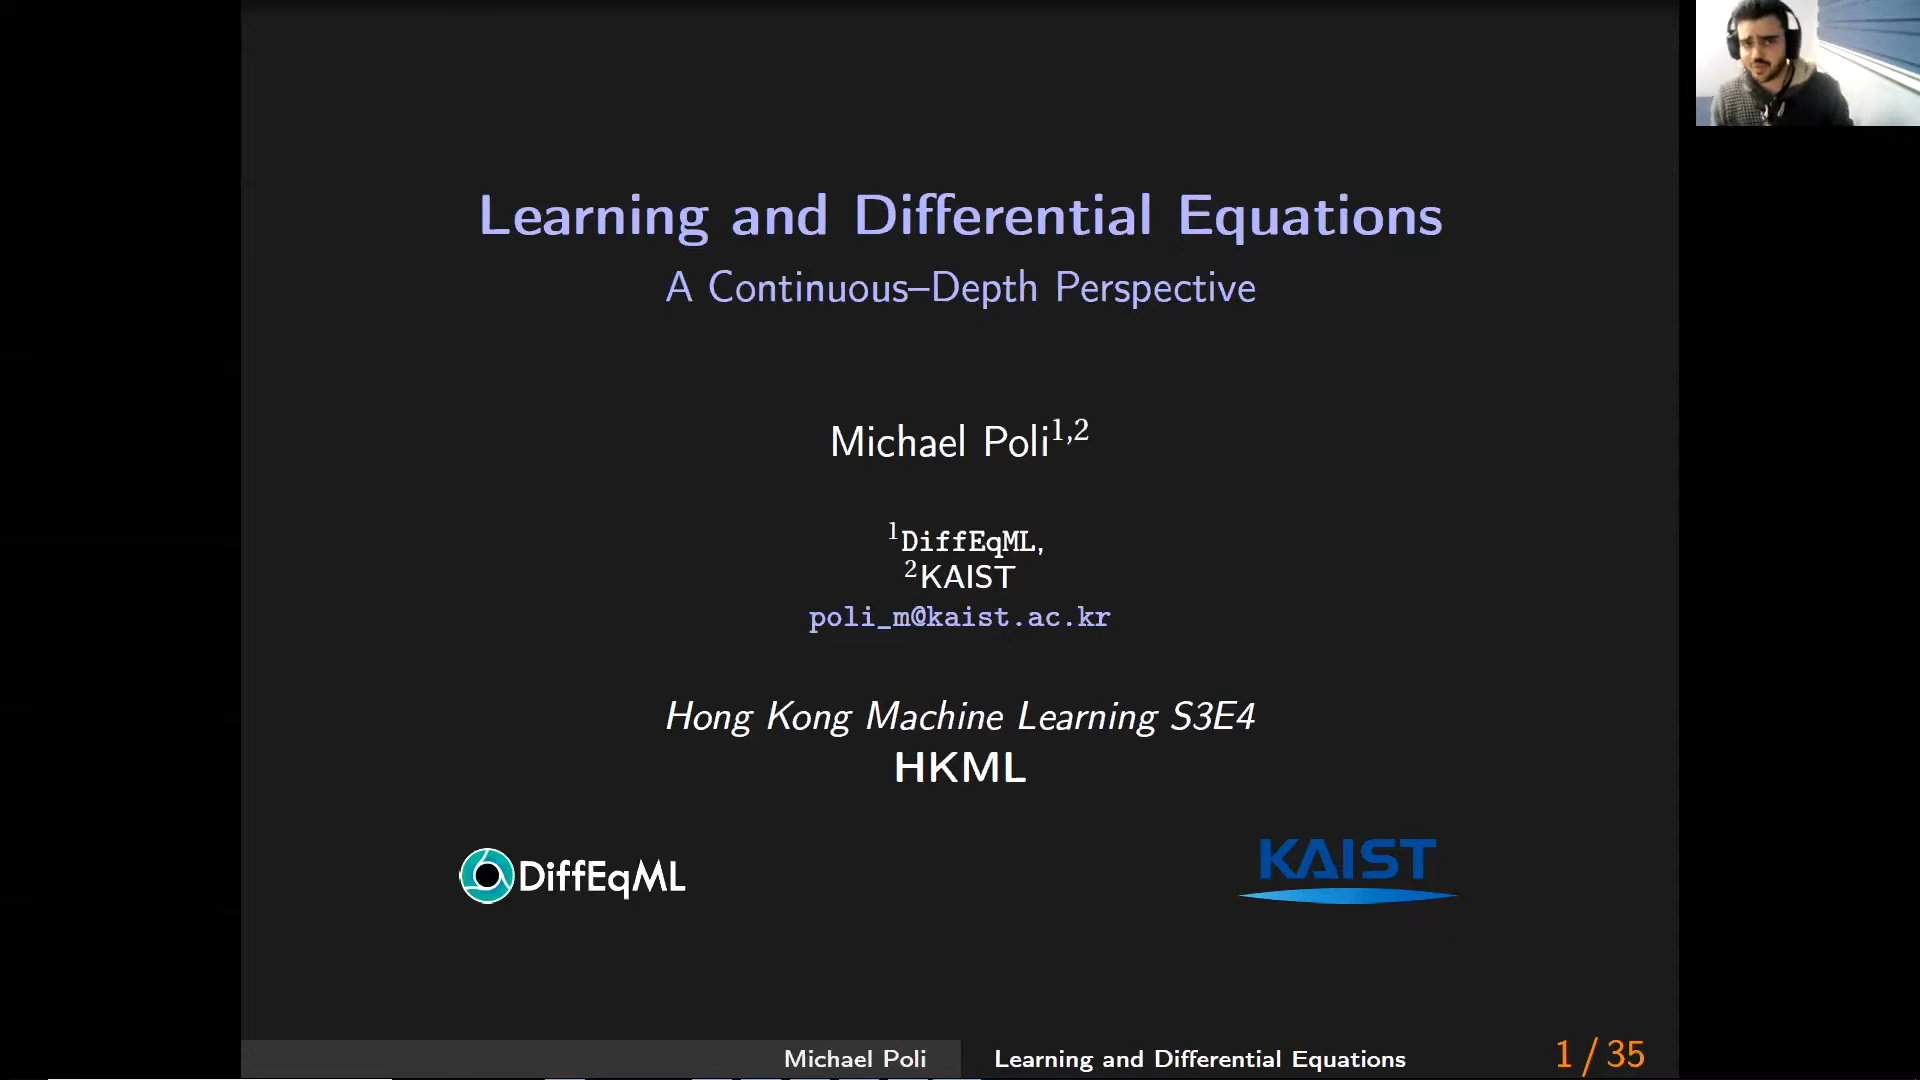 Learning and Differential Equations
A Continuous–Depth Perspective
Michael Poli1,2
1DiffEqML,
2KAIST
poli_m@kaist.ac.kr
Hong Kong Machine Learning S3E4
HKML
DiffEqML
KAIST
Michael Poli
Learning and Differential Equations
1 / 35